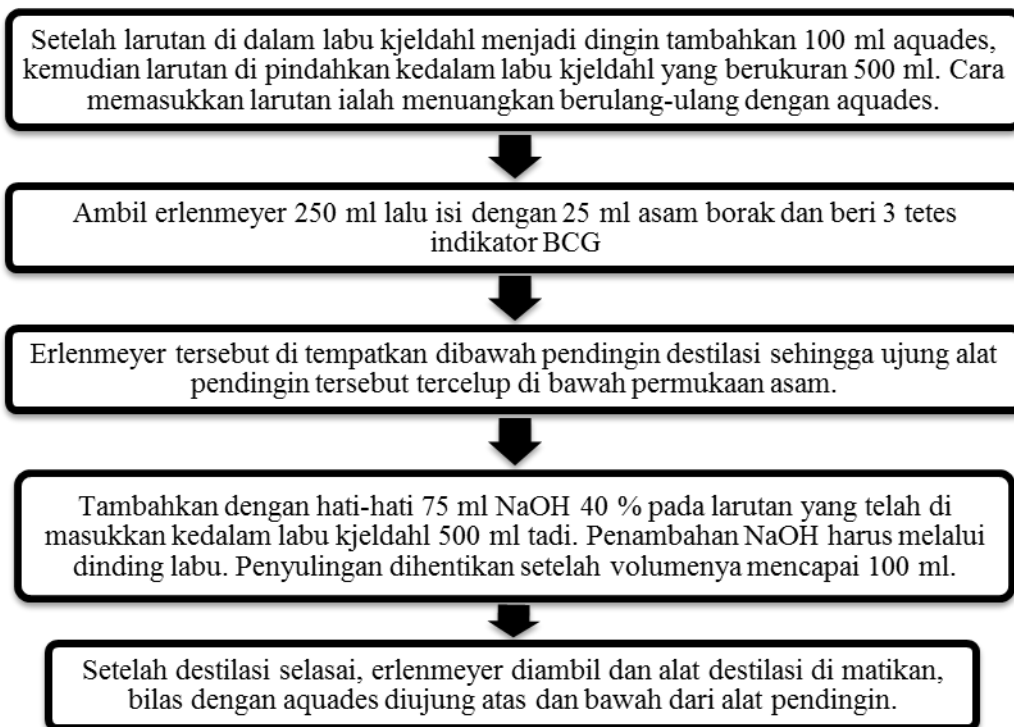 Setelah larutan di dalam labu kjeldahl menjadi dingin tambahkan 100 ml aquades,
kemudian larutan di pindahkan kedalam labu kjeldahl yang berukuran 500 ml. Cara
memasukkan larutan ialah menuangkan berulang-ulang dengan aquades.
Ambil erlenmeyer 250 ml lalu isi dengan 25 ml asam borak dan beri 3 tetes
indikator BCG
Erlenmeyer tersebut di tempatkan dibawah pendingin destilasi sehingga ujung alat
pendingin tersebut tercelup di bawah permukaan asam.
Tambahkan dengan hati-hati 75 ml NaOH 40 % pada larutan yang telah di
masukkan kedalam labu kjeldahl 500 ml tadi. Penambahan NaOH harus melalui
dinding labu. Penyulingan dihentikan setelah volumenya mencapai 100 ml.
Setelah destilasi selasai, erlenmeyer diambil dan alat destilasi di matikan,
bilas dengan aquades diujung atas dan bawah dari alat pendingin.